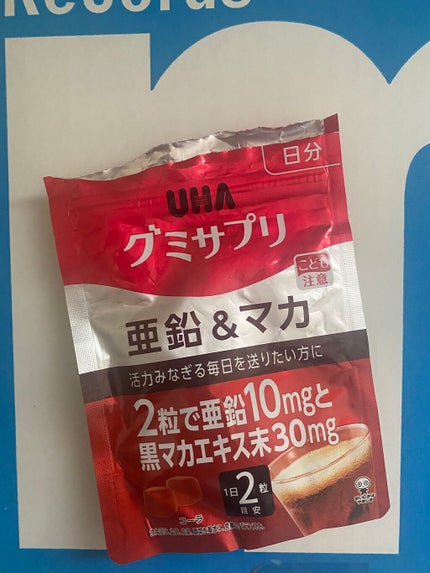 Records
日分
UHA
グミサプリ
こども
注意
亜鉛&マカ
活力みなぎる毎日を送りたい方に
2粒で亜鉛10mgと
黒マカエキス末30mg
1日2粒
目安
コーラ